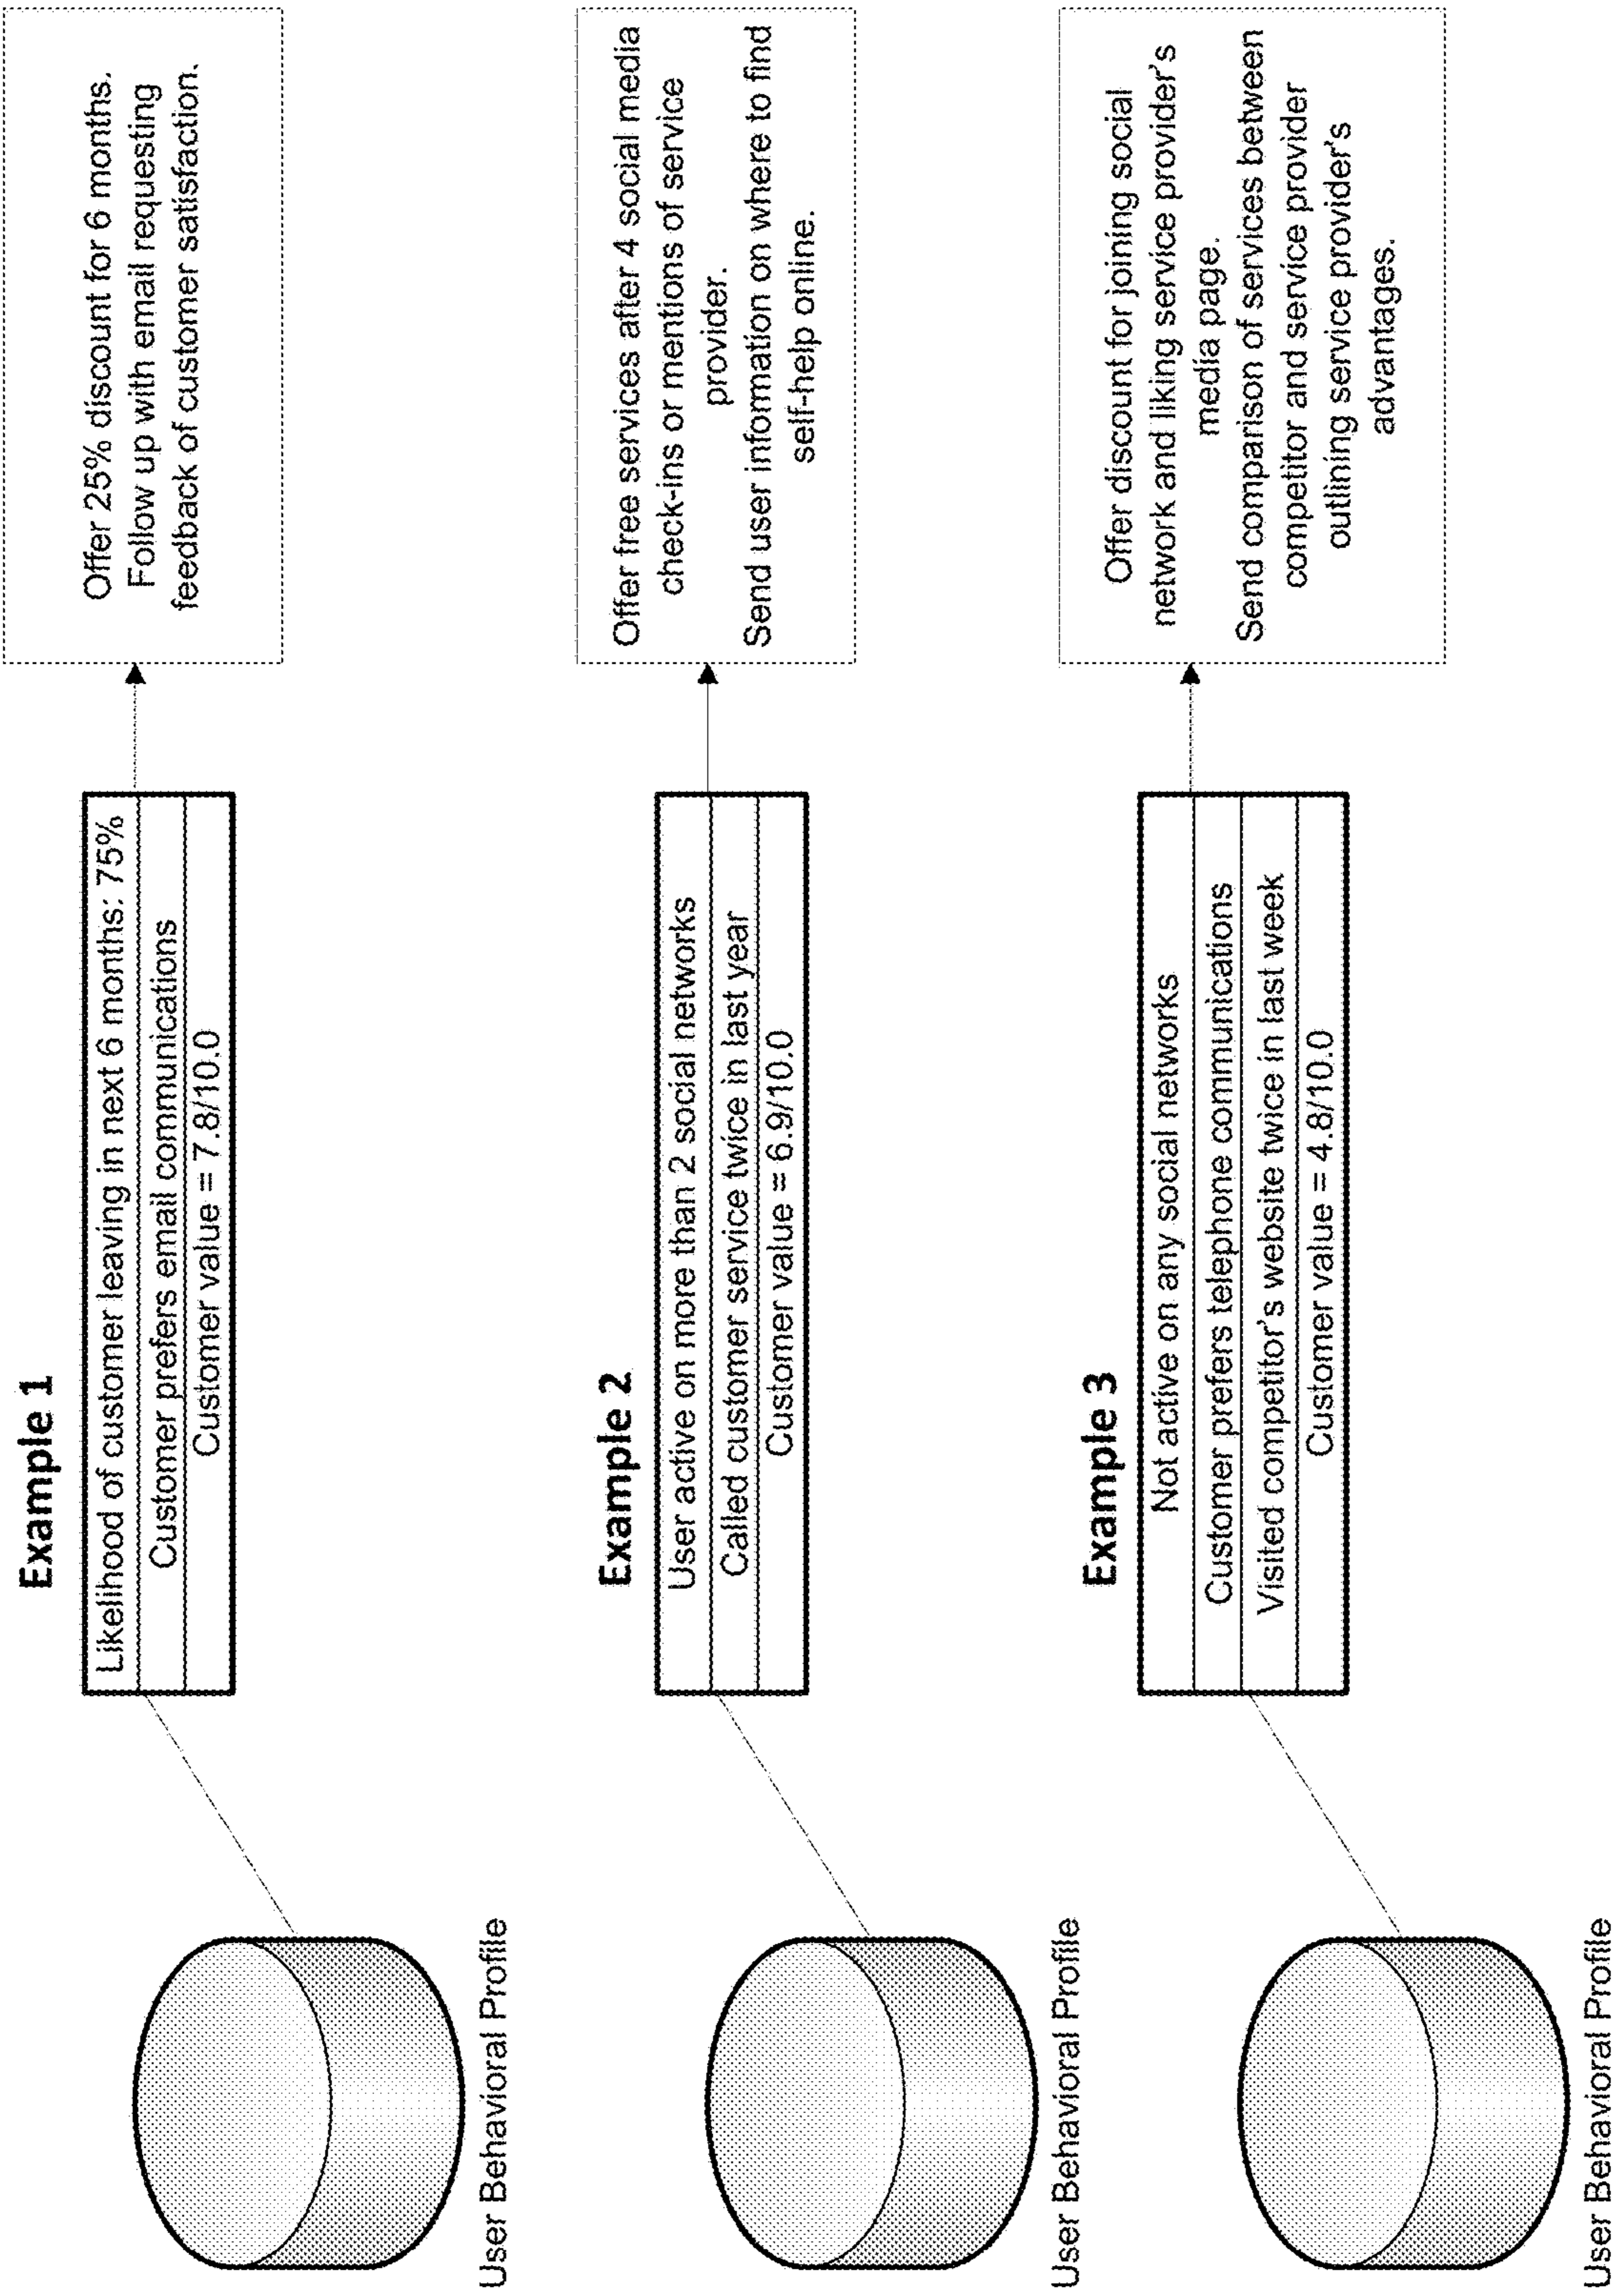 Example 1
Likelihood of customer leaving in next 6 months: 75%
Customer prefers email communications
Customer value = 7.8/10.0
Offer 25% discount for 6 months.
Follow up with email requesting
feedback of customer satisfaction.
User Behavioral Profile
Example 2
User active on more than 2 social networks
Called customer service twice in last year
Customer value = 6.9/10.0
Offer free services after 4 social media
check-ins or mentions of service
provider.
Send user information on where to find
self-help online.
User Behavioral Profile
Example 3
Not active on any social networks
Customer prefers telephone communications
Visited competitor's website twice in last week
Customer value = 4.8/10.0
Offer discount for joining social
network and liking service provider's
media page.
Send comparison of services between
competitor and service provider
outlining service provider's
advantages.
User Behavioral Profile